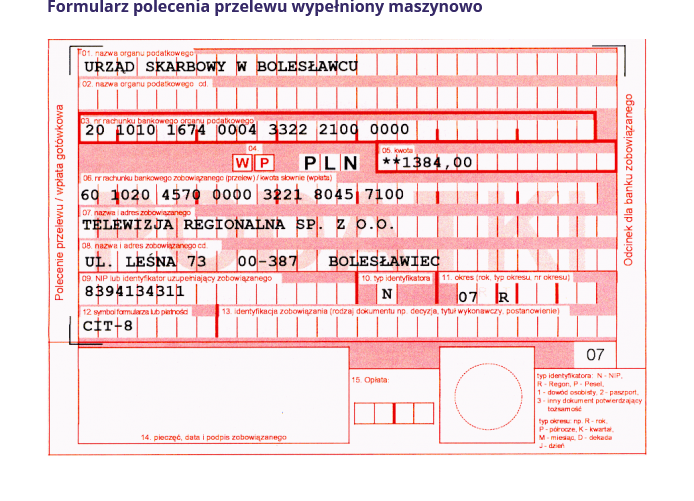 Formularz polecenia przelewu wypełniony maszynowo
01. nazwa organu podatkowego
URZĄD SKARBOWY W BOLESŁAWCU
02. nazwa organu podatkowego cd.
03. nr rachunku bankowego organu podatkowego
20 1010 1674 0004 3322 2100 0000
04.
W P
PLN
05. kwota
**1384,00
06. nr rachunku bankowego zobowiązanego (przelew) / kwota słownie (wpłata)
60 1020 4570 0000 3221 8045 7100
07. nazwa i adres zobowiązanego
TELEWIZJA REGIONALNA SP. Z O.O.
08. nazwa i adres zobowiązanego cd.
UL. LEŚNA 73 00-387 BOLESŁAWIEC
09. NIP lub identyfikator uzupełniający zobowiązanego
8394134311
10. typ identyfikatora
N
11. okres (rok, typ okresu, nr okresu)
07 R
12. symbol formularza lub płatności
CIT-8
13. identyfikacja zobowiązania (rodzaj dokumentu np. decyzja, tytuł wykonawczy, postanowienie)
07
Polecenie przelewu / wpłata gotówkowa
Odcinek dla banku zobowiązanego
14. pieczęć, data i podpis zobowiązanego
15. Opłata:
typ identyfikatora: N - NIP,
R - Regon, P - Pesel,
1 - dowód osobisty, 2 - paszport,
3 - inny dokument potwierdzający
tożsamość
typ okresu: np. R - rok,
P - półrocze, K - kwartał,
M - miesiąc, D - dekada
J - dzień